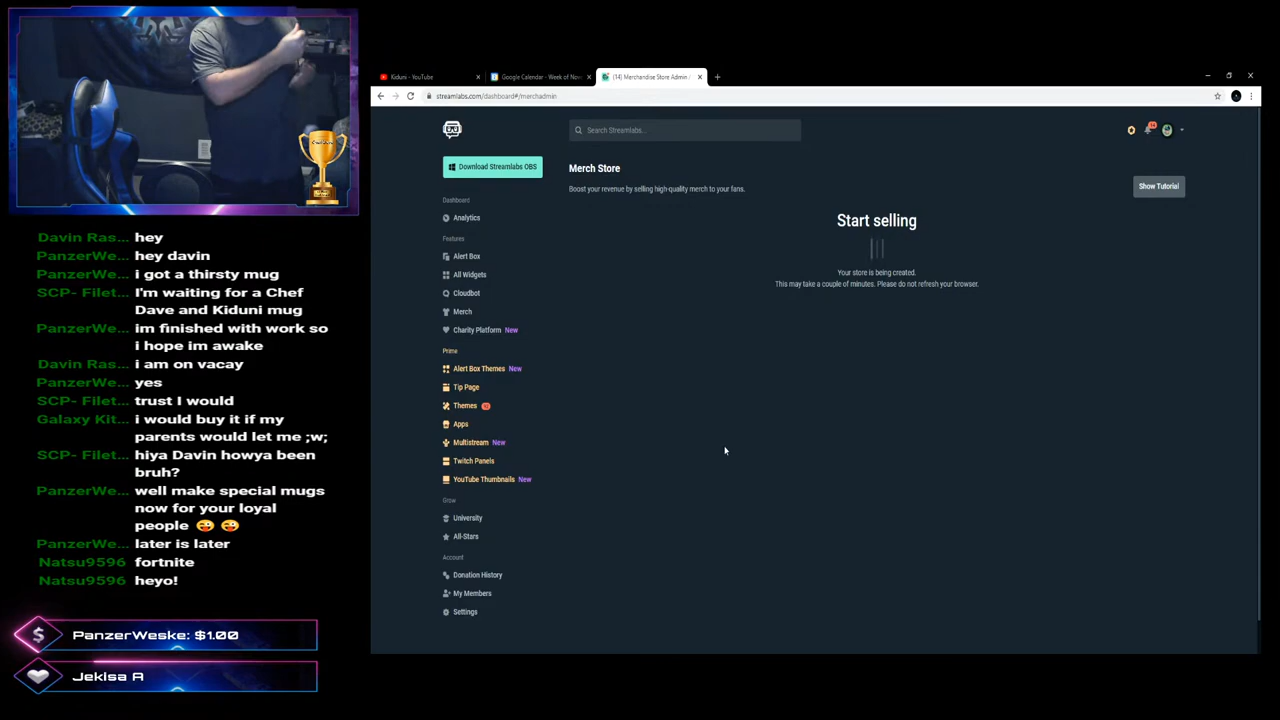 Davin Ras... hey
PanzerWe... hey davin
PanzerWe... i got a thirsty mug
SCP- Filet... I'm waiting for a Chef
Dave and Kiduni mug
PanzerWe... im finished with work so
i hope im awake
Davin Ras... i am on vacay
PanzerWe... yes
SCP- Filet... trust I would
Galaxy Kit... i would buy it if my
parents would let me ;w;
SCP- Filet... hiya Davin howya been
bruh?
PanzerWe... well make special mugs
now for your loyal
people 😜 😜
PanzerWe... later is later
Natsu9596 fortnite
Natsu9596 heyo!
$ PanzerWeske: $1.00
Jekisa A
Kiduni - YouTube
Google Calendar - Week of Nov
(14) Merchandise Store Admin /
streamlabs.com/dashboard#/merchadmin
Search Streamlabs...
Download Streamlabs OBS
Merch Store
Boost your revenue by selling high-quality merch to your fans.
Show Tutorial
Start selling
Your store is being created.
This may take a couple of minutes. Please do not refresh your browser.
Dashboard
Analytics
Features
Alert Box
All Widgets
Cloudbot
Merch
Charity Platform New
Prime
Alert Box Themes New
Tip Page
Themes
Apps
Multistream New
Twitch Panels
YouTube Thumbnails New
Grow
University
All-Stars
Account
Donation History
My Members
Settings